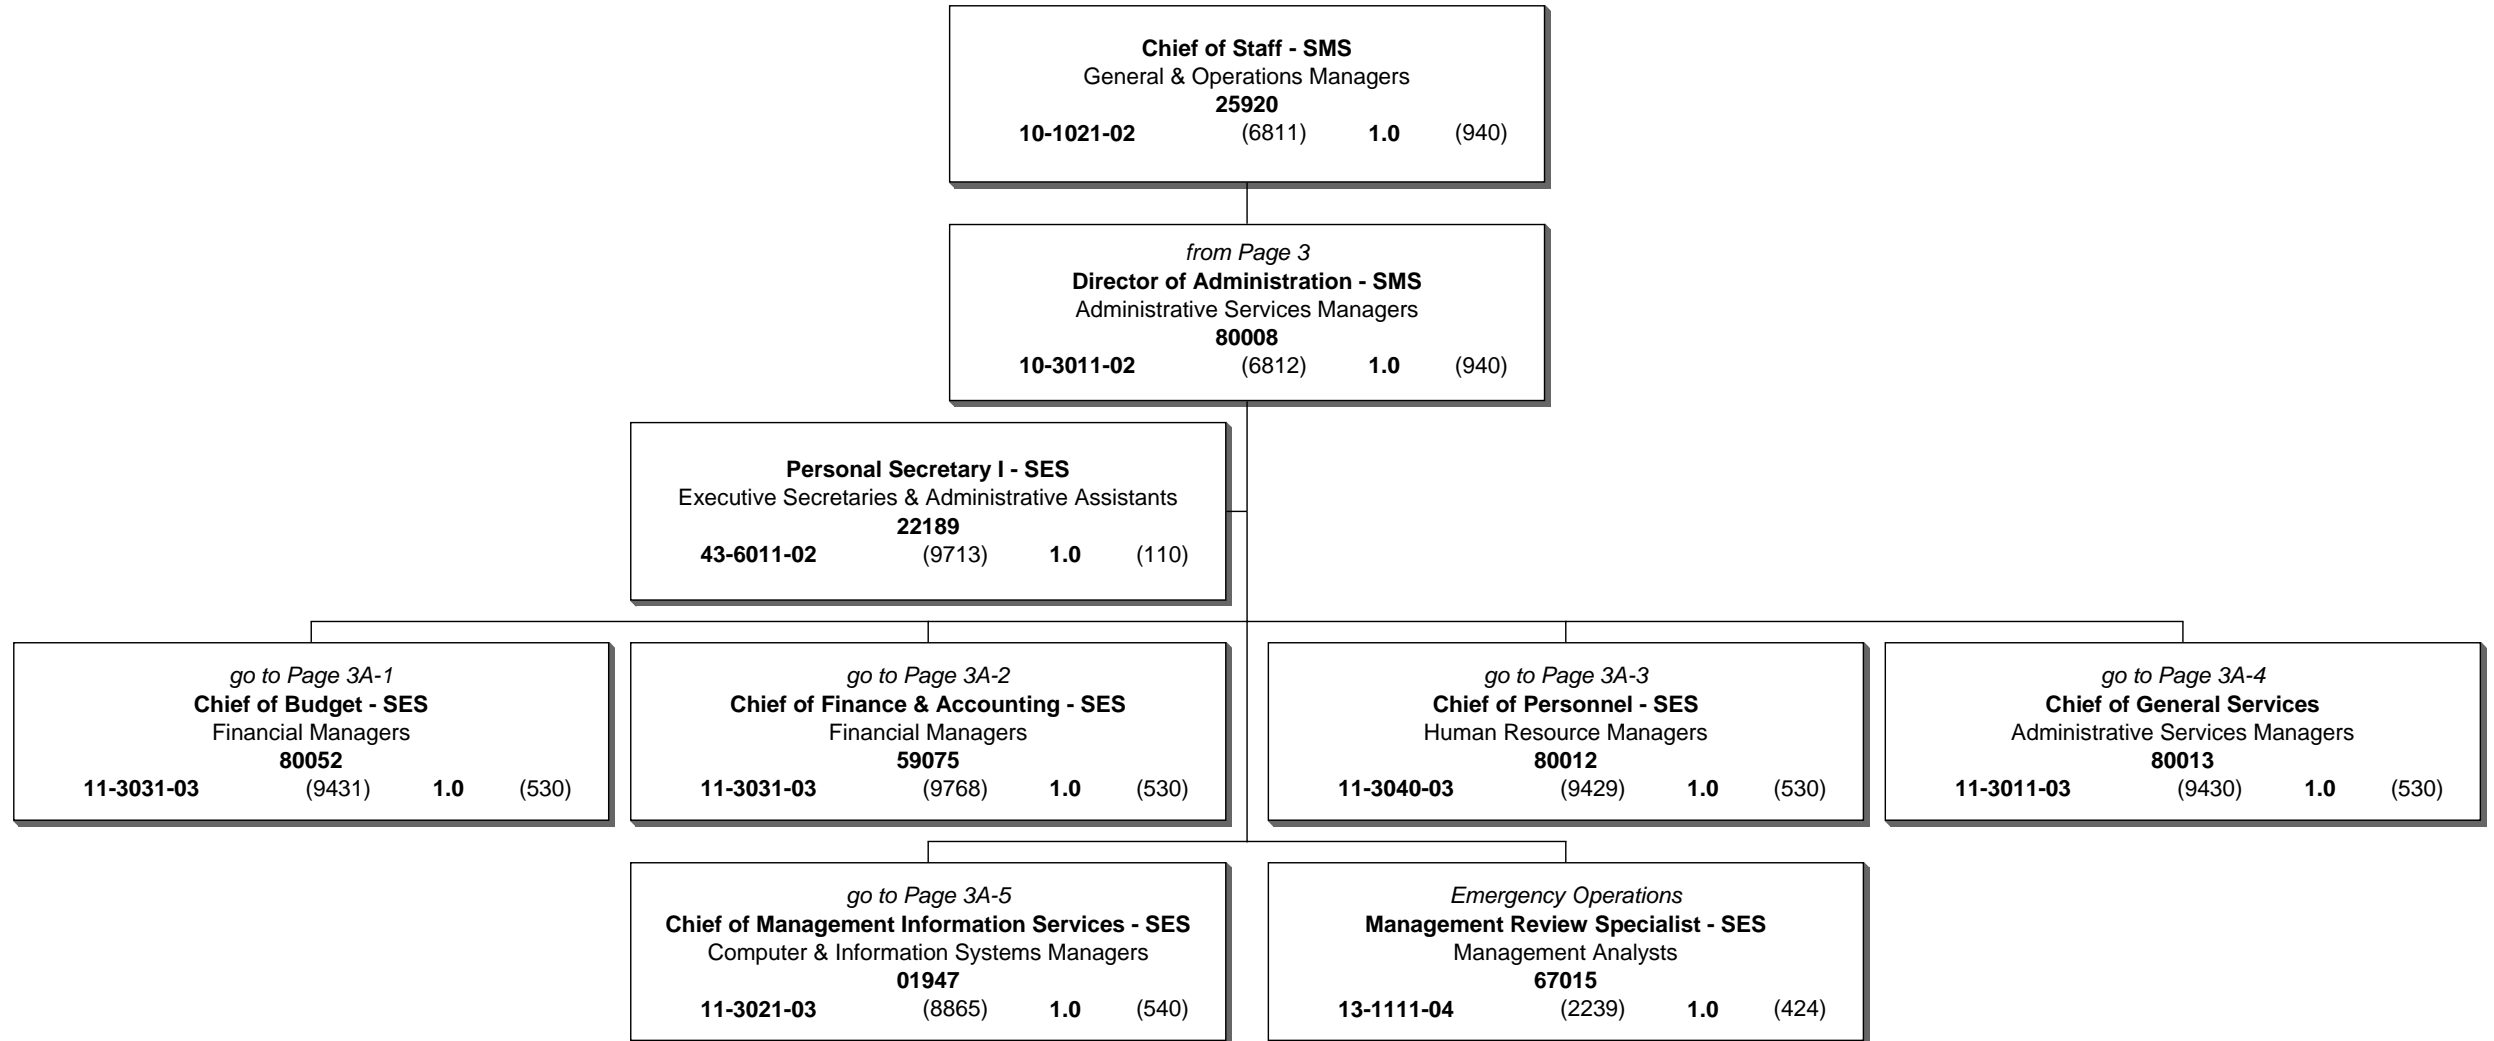 Chief of Staff - SMS
General & Operations Managers
25920
10-1021-02 (6811) 1.0 (940)
from Page 3
Director of Administration - SMS
Administrative Services Managers
80008
10-3011-02 (6812) 1.0 (940)
Personal Secretary I - SES
Executive Secretaries & Administrative Assistants
22189
43-6011-02 (9713) 1.0 (110)
go to Page 3A-1
Chief of Budget - SES
Financial Managers
80052
11-3031-03 (9431) 1.0 (530)
go to Page 3A-2
Chief of Finance & Accounting - SES
Financial Managers
59075
11-3031-03 (9768) 1.0 (530)
go to Page 3A-3
Chief of Personnel - SES
Human Resource Managers
80012
11-3040-03 (9429) 1.0 (530)
go to Page 3A-4
Chief of General Services
Administrative Services Managers
80013
11-3011-03 (9430) 1.0 (530)
go to Page 3A-5
Chief of Management Information Services - SES
Computer & Information Systems Managers
01947
11-3021-03 (8865) 1.0 (540)
Emergency Operations
Management Review Specialist - SES
Management Analysts
67015
13-1111-04 (2239) 1.0 (424)